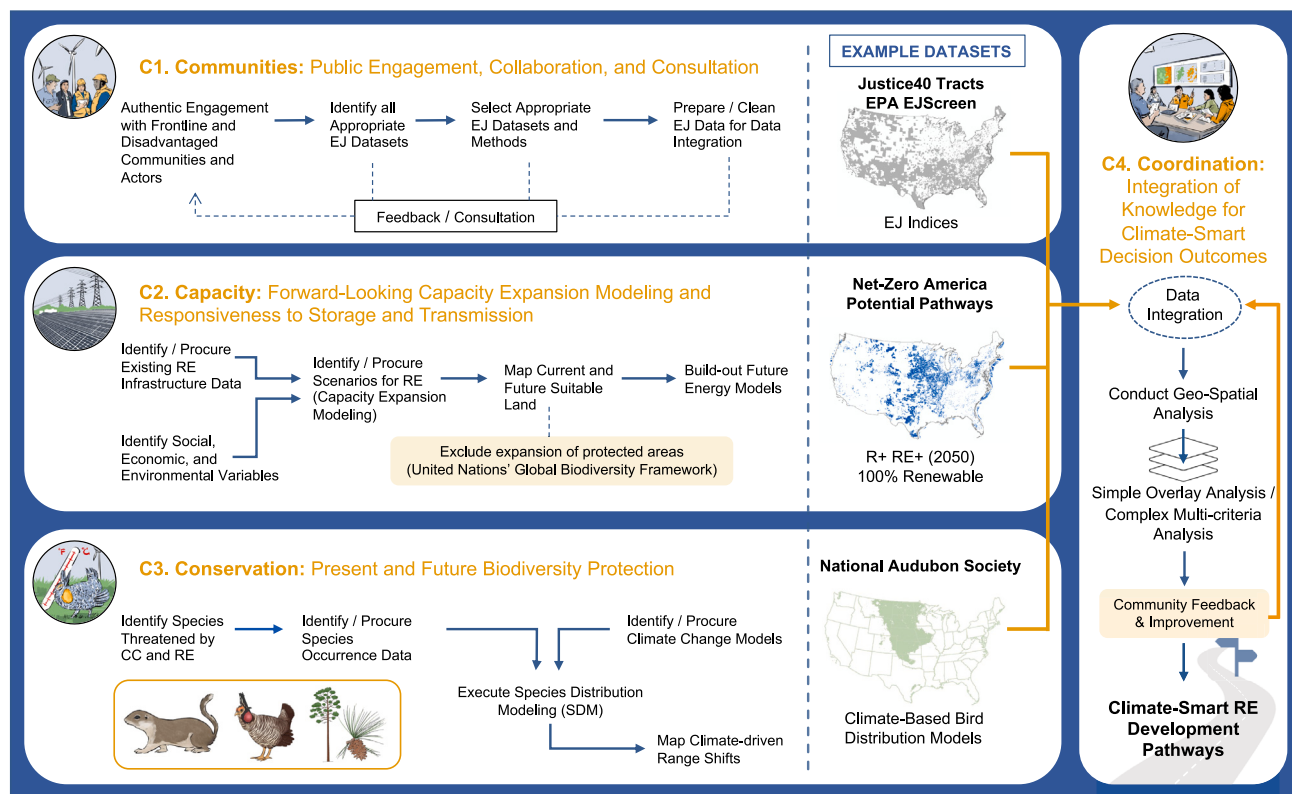 C1. Communities: Public Engagement, Collaboration, and Consultation
Authentic Engagement
with Frontline and
Disadvantaged
Communities and
Actors
Identify all
Appropriate
EJ Datasets
Select Appropriate
EJ Datasets and
Methods
Prepare / Clean
EJ Data for Data
Integration
Feedback / Consultation
EXAMPLE DATASETS
Justice40 Tracts
EPA EJScreen
EJ Indices
C2. Capacity: Forward-Looking Capacity Expansion Modeling and
Responsiveness to Storage and Transmission
Identify / Procure
Existing RE
Infrastructure Data
Identify Social,
Economic, and
Environmental Variables
Identify / Procure
Scenarios for RE
(Capacity Expansion
Modeling)
Map Current and
Future Suitable
Land
Build-out Future
Energy Models
Exclude expansion of protected areas
(United Nations' Global Biodiversity Framework)
Net-Zero America
Potential Pathways
R+ RE+ (2050)
100% Renewable
°F °C
C3. Conservation: Present and Future Biodiversity Protection
Identify Species
Threatened by
CC and RE
Identify / Procure
Species
Occurrence Data
Identify / Procure
Climate Change Models
Execute Species Distribution
Modeling (SDM)
Map Climate-driven
Range Shifts
National Audubon Society
Climate-Based Bird
Distribution Models
C4. Coordination:
Integration of
Knowledge for
Climate-Smart
Decision Outcomes
Data
Integration
Conduct Geo-Spatial
Analysis
Simple Overlay Analysis /
Complex Multi-criteria
Analysis
Community Feedback
& Improvement
Climate-Smart RE
Development
Pathways